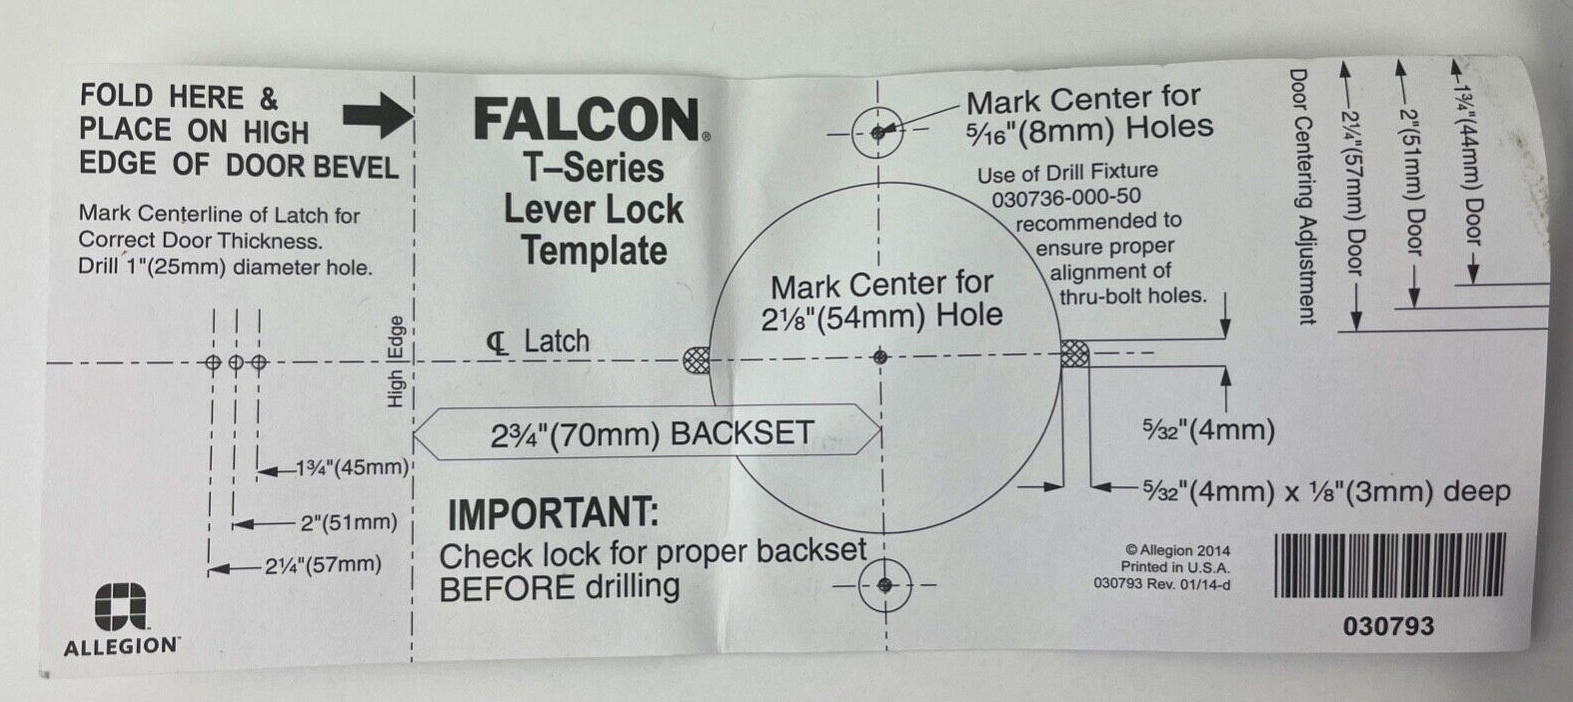 FOLD HERE &
PLACE ON HIGH
EDGE OF DOOR BEVEL
Mark Centerline of Latch for
Correct Door Thickness.
Drill 1"(25mm) diameter hole.
High Edge
1¾"(45mm)
2"(51mm)
2¼"(57mm)
ALLEGION™
FALCON®
T–Series
Lever Lock
Template
℄ Latch
2¾"(70mm) BACKSET
IMPORTANT:
Check lock for proper backset
BEFORE drilling
Mark Center for
2⅛"(54mm) Hole
Mark Center for
5/16"(8mm) Holes
Use of Drill Fixture
030736-000-50
recommended to
ensure proper
alignment of
thru-bolt holes.
5/32"(4mm)
5/32"(4mm) x ⅛"(3mm) deep
Door Centering Adjustment
2¼"(57mm) Door
2"(51mm) Door
1¾"(44mm) Door
© Allegion 2014
Printed in U.S.A.
030793 Rev. 01/14-d
030793